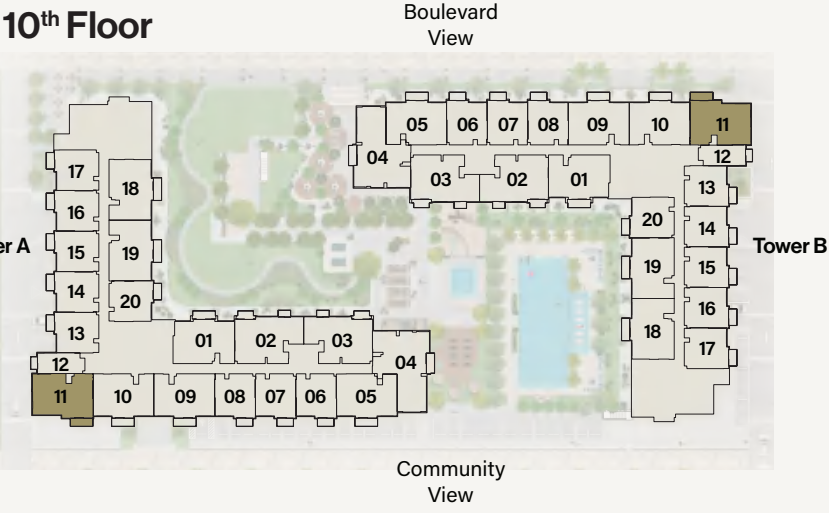 10th Floor
Boulevard
View
05 06 07 08 09 10 11
04 12
03 02 01 13
17 18 20 14
16
er A 15 19 19 15 Tower B
14 20 16
13 01 02 03 18 17
12 04
11 10 09 08 07 06 05
Community
View